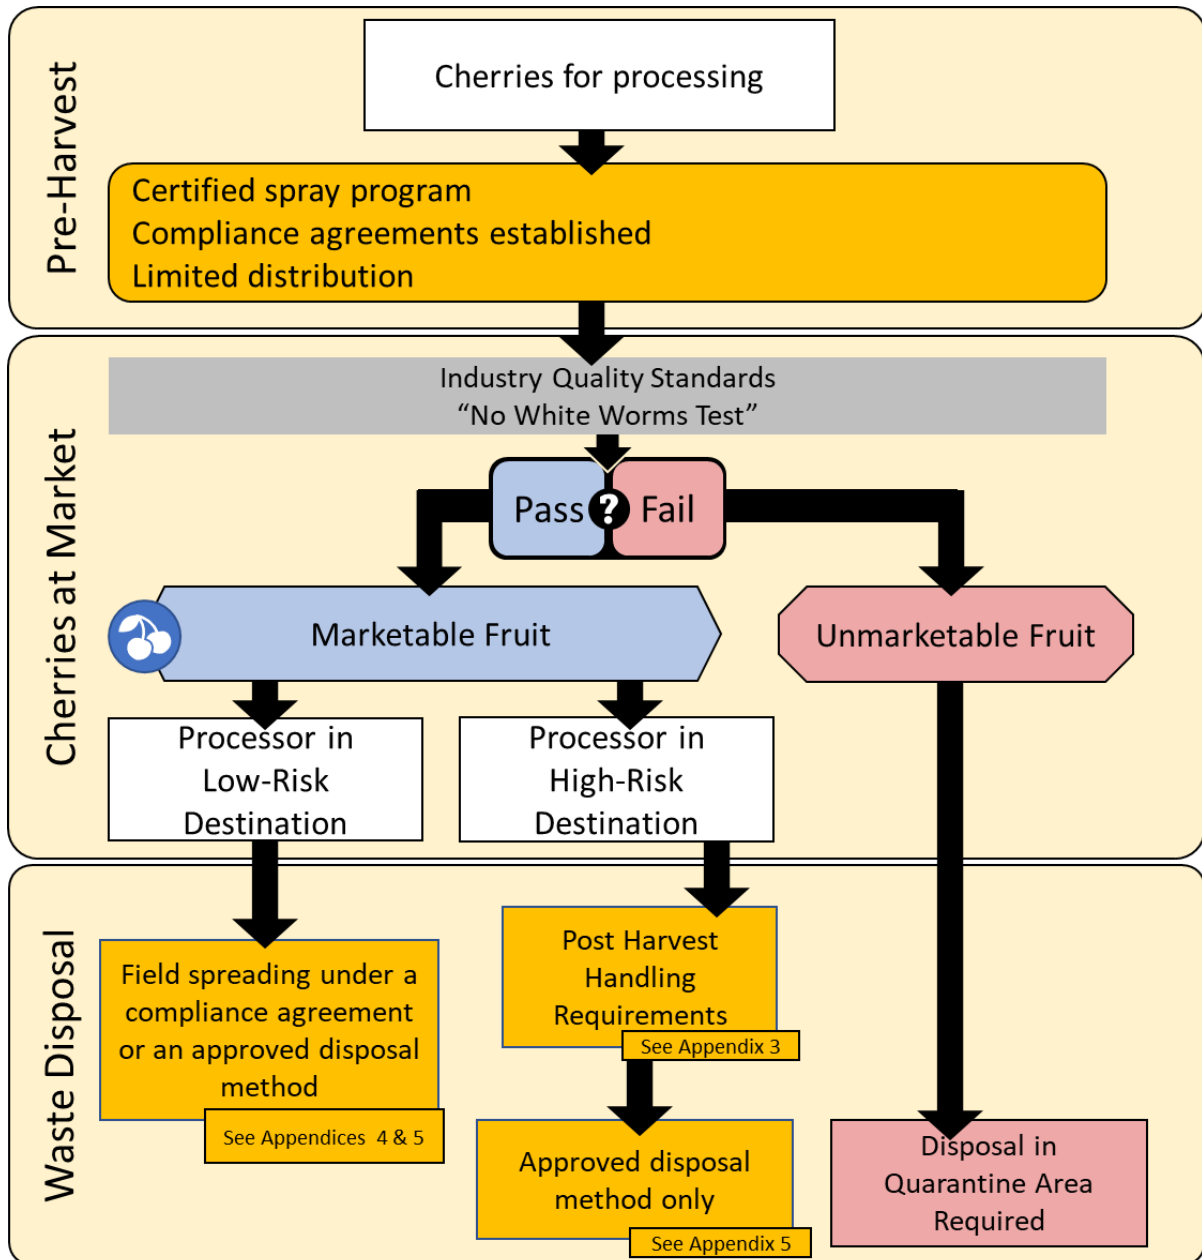 Pre-Harvest
Cherries for processing
Certified spray program
Compliance agreements established
Limited distribution
Cherries at Market
Industry Quality Standards
“No White Worms Test”
Pass ? Fail
Marketable Fruit
Unmarketable Fruit
Processor in
Low-Risk
Destination
Processor in
High-Risk
Destination
Waste Disposal
Field spreading under a
compliance agreement
or an approved disposal
method
See Appendices 4 & 5
Post Harvest
Handling
Requirements
See Appendix 3
Approved disposal
method only
See Appendix 5
Disposal in
Quarantine Area
Required